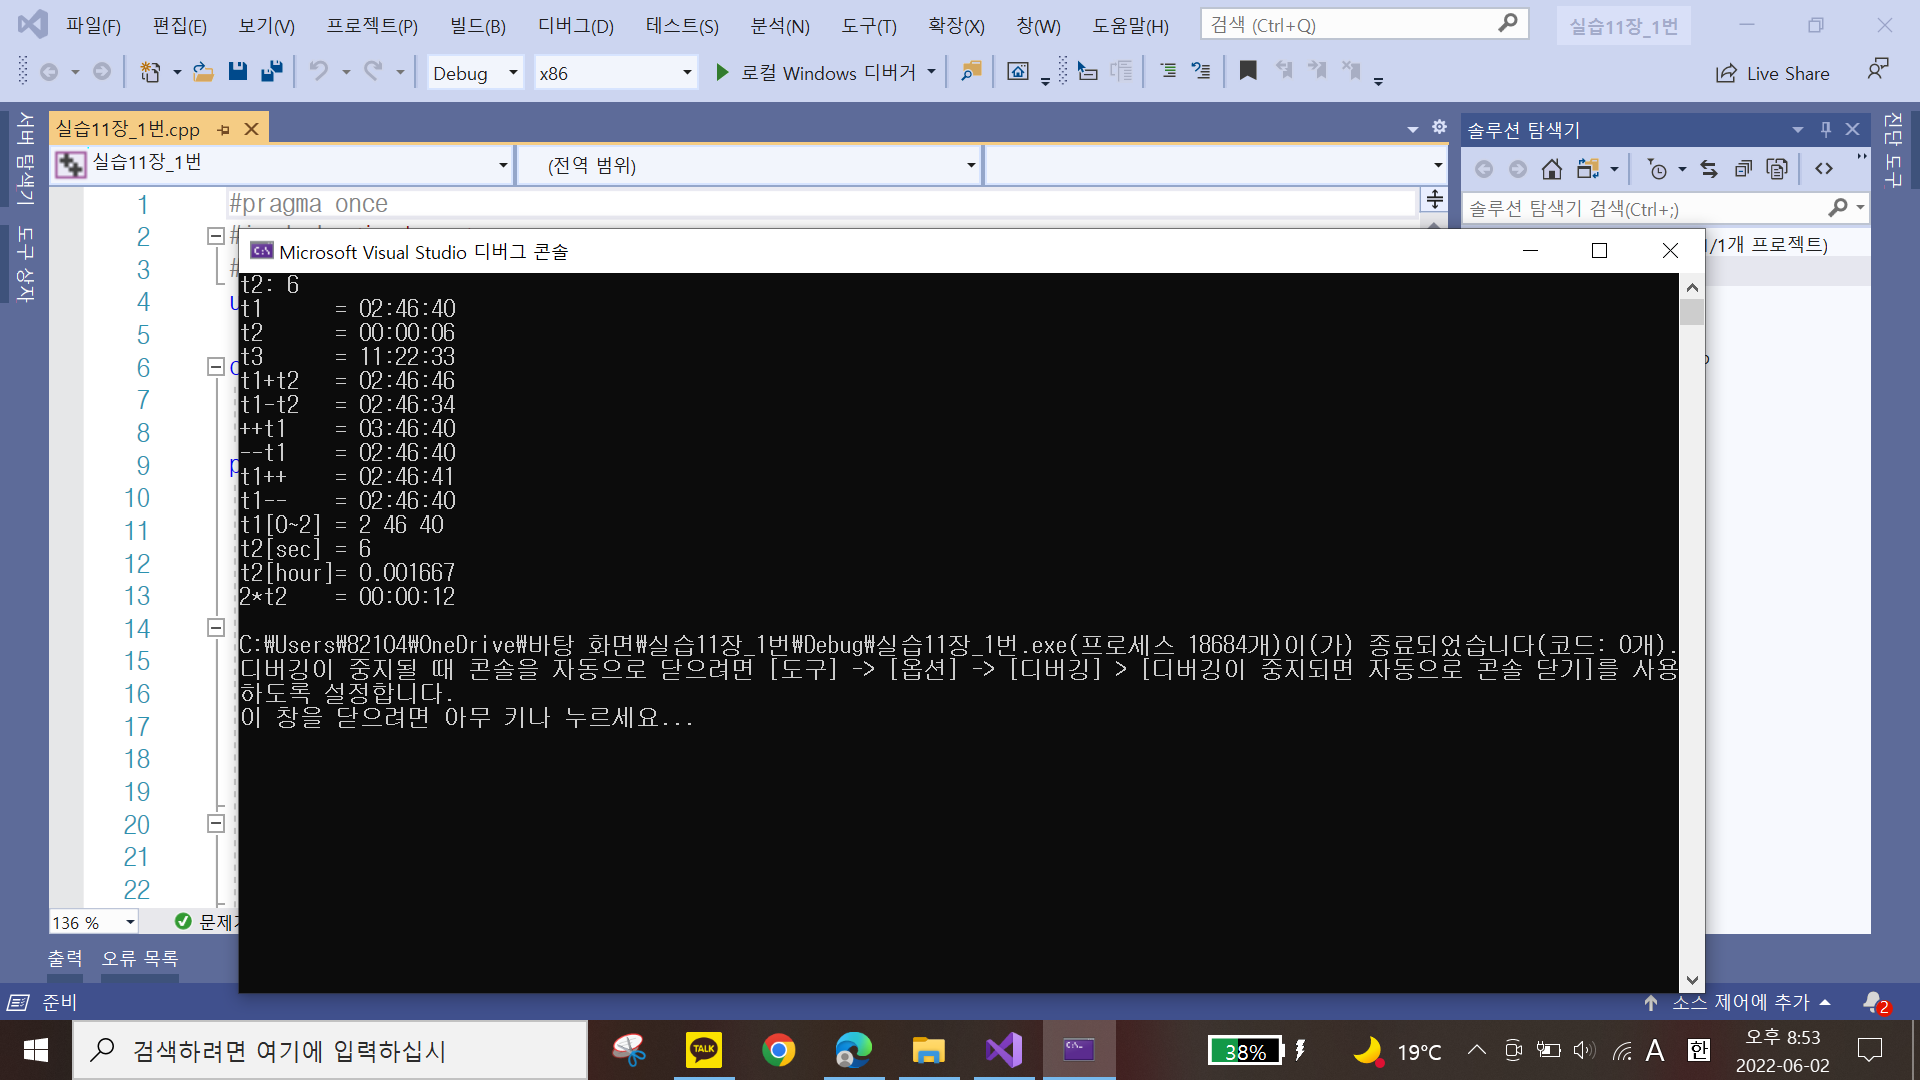 파일(F) 편집(E) 보기(V) 프로젝트(P) 빌드(B) 디버그(D) 테스트(S) 분석(N) 도구(T) 확장(X) 창(W) 도움말(H) 검색 (Ctrl+Q) 실습11장_1번
Debug x86 로컬 Windows 디버거 Live Share
서버 탐색기
도구 상자
실습11장_1번.cpp
실습11장_1번 (전역 범위)
솔루션 탐색기
솔루션 탐색기 검색(Ctrl+;)
/1개 프로젝트)
진단 도구
1 #pragma once
2 #
3 #
4 u
5
6 c
7
8
9 p
10
11
12
13
14
15
16
17
18
19
20
21
22
Microsoft Visual Studio 디버그 콘솔
t2: 6
t1      = 02:46:40
t2      = 00:00:06
t3      = 11:22:33
t1+t2   = 02:46:46
t1-t2   = 02:46:34
++t1    = 03:46:40
--t1    = 02:46:40
t1++    = 02:46:41
t1--    = 02:46:40
t1[0~2] = 2 46 40
t2[sec] = 6
t2[hour]= 0.001667
2*t2    = 00:00:12
C:₩Users₩82104₩OneDrive₩바탕 화면₩실습11장_1번₩Debug₩실습11장_1번.exe(프로세스 18684개)이(가) 종료되었습니다(코드: 0개).
디버깅이 중지될 때 콘솔을 자동으로 닫으려면 [도구] -> [옵션] -> [디버깅] > [디버깅이 중지되면 자동으로 콘솔 닫기]를 사용
하도록 설정합니다.
이 창을 닫으려면 아무 키나 누르세요...
136 % 문제가
출력 오류 목록
준비 소스 제어에 추가 2
검색하려면 여기에 입력하십시 TALK 38% 19°C A 한 오후 8:53
2022-06-02